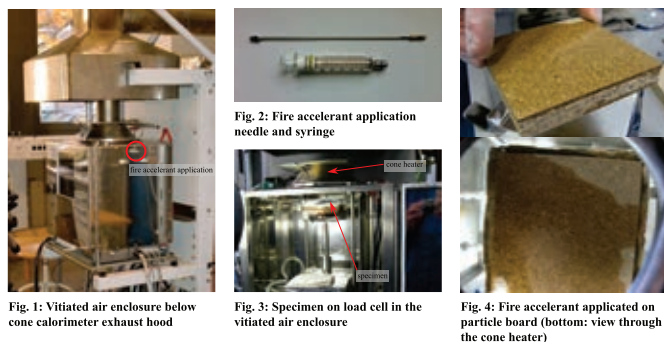 fire accelerant application
Fig. 1: Vitiated air enclosure below
cone calorimeter exhaust hood
Fig. 2: Fire accelerant application
needle and syringe
cone heater
specimen
Fig. 3: Specimen on load cell in the
vitiated air enclosure
Fig. 4: Fire accelerant applicated on
particle board (bottom: view through
the cone heater)